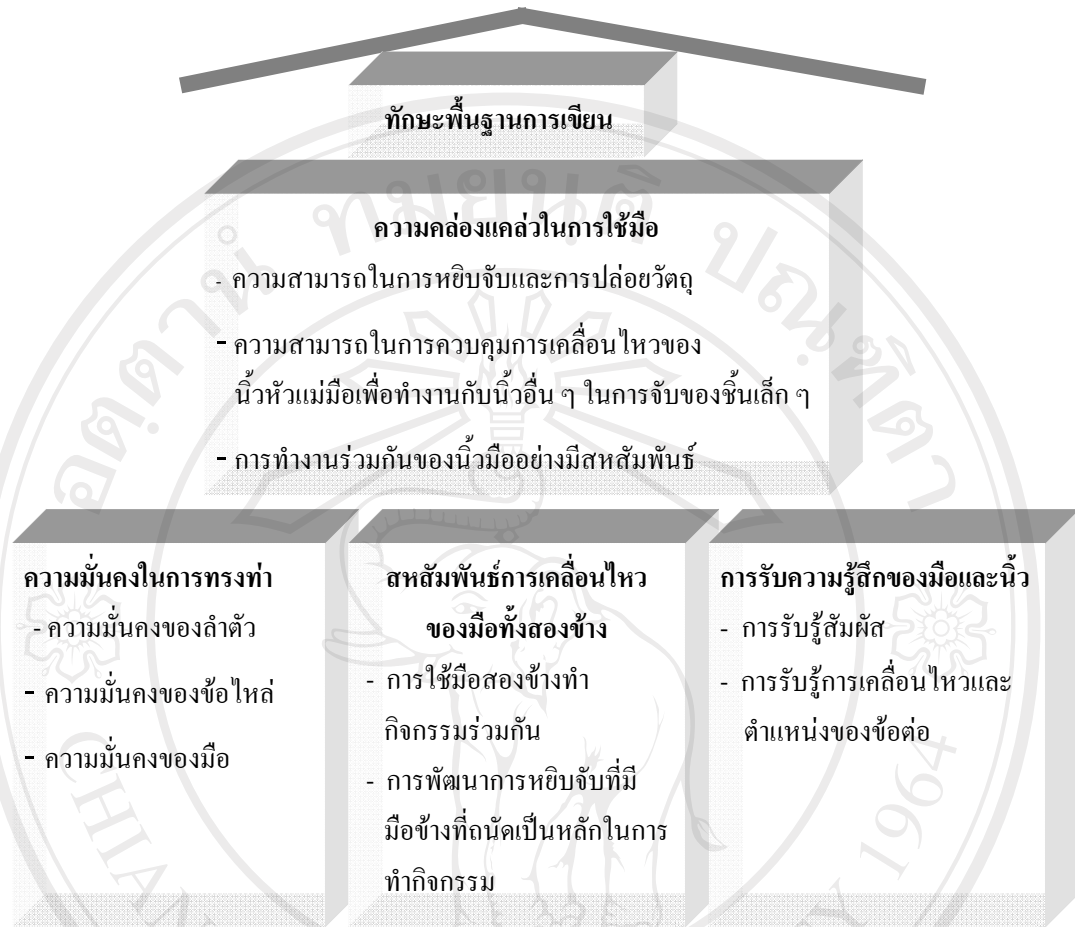 ทักษะพื้นฐานการเขียน
ความคล่องแคล่วในการใช้มือ
- ความสามารถในการหยิบจับและการปล่อยวัตถุ
- ความสามารถในการควบคุมการเคลื่อนไหวของ
นิ้วหัวแม่มือเพื่อทำงานกับนิ้วอื่น ๆ ในการจับของชิ้นเล็ก ๆ
- การทำงานร่วมกันของนิ้วมืออย่างมีสหสัมพันธ์
ความมั่นคงในการทรงท่า
- ความมั่นคงของลำตัว
- ความมั่นคงของข้อไหล่
- ความมั่นคงของมือ
สหสัมพันธ์การเคลื่อนไหว
ของมือทั้งสองข้าง
- การใช้มือสองข้างทำ
กิจกรรมร่วมกัน
- การพัฒนาการหยิบจับที่มี
มือข้างที่ถนัดเป็นหลักในการ
ทำกิจกรรม
การรับความรู้สึกของมือและนิ้ว
- การรับรู้สัมผัส
- การรับรู้การเคลื่อนไหวและ
ตำแหน่งของข้อต่อ
1964